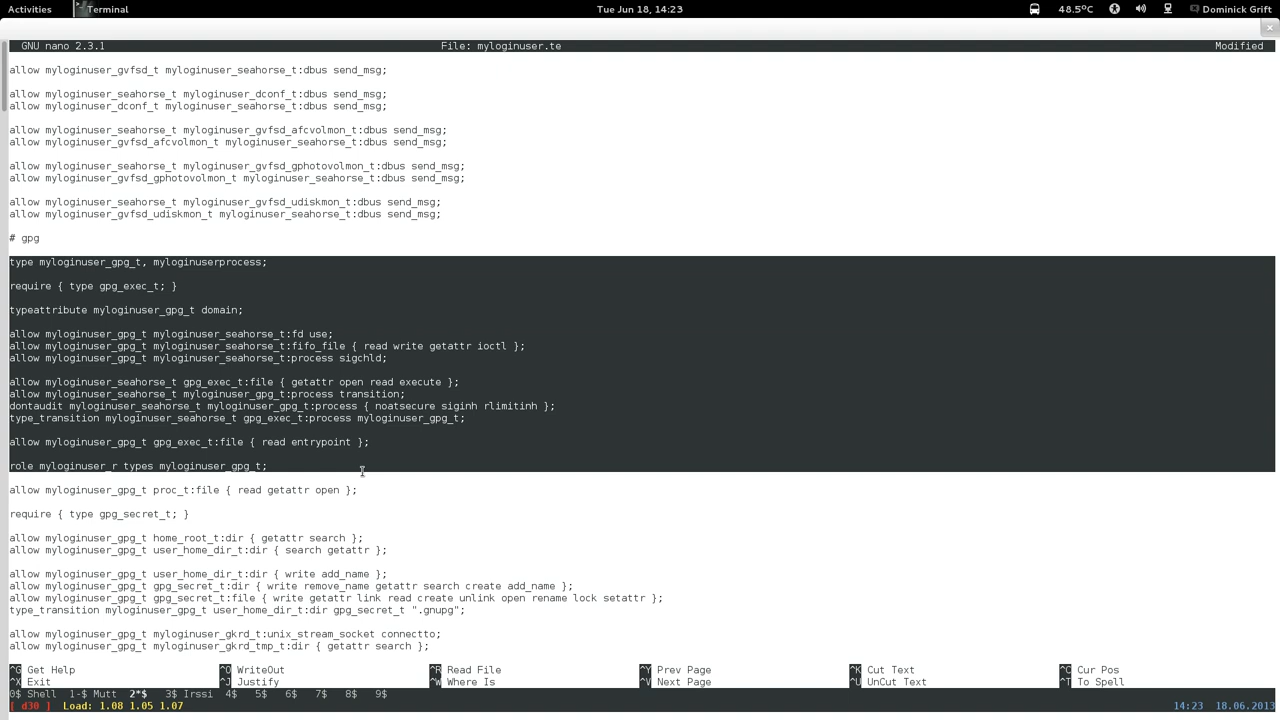 Activities Terminal Tue Jun 18, 14:23 48.5°C Dominick Grift
GNU nano 2.3.1 File: myloginuser.te Modified
allow myloginuser_gvfsd_t myloginuser_seahorse_t:dbus send_msg;
allow myloginuser_seahorse_t myloginuser_dconf_t:dbus send_msg;
allow myloginuser_dconf_t myloginuser_seahorse_t:dbus send_msg;
allow myloginuser_seahorse_t myloginuser_gvfsd_afcvolmon_t:dbus send_msg;
allow myloginuser_gvfsd_afcvolmon_t myloginuser_seahorse_t:dbus send_msg;
allow myloginuser_seahorse_t myloginuser_gvfsd_gphotovolmon_t:dbus send_msg;
allow myloginuser_gvfsd_gphotovolmon_t myloginuser_seahorse_t:dbus send_msg;
allow myloginuser_seahorse_t myloginuser_gvfsd_udiskmon_t:dbus send_msg;
allow myloginuser_gvfsd_udiskmon_t myloginuser_seahorse_t:dbus send_msg;
# gpg
type myloginuser_gpg_t, myloginuserprocess;
require { type gpg_exec_t; }
typeattribute myloginuser_gpg_t domain;
allow myloginuser_gpg_t myloginuser_seahorse_t:fd use;
allow myloginuser_gpg_t myloginuser_seahorse_t:fifo_file { read write getattr ioctl };
allow myloginuser_gpg_t myloginuser_seahorse_t:process sigchld;
allow myloginuser_seahorse_t gpg_exec_t:file { getattr open read execute };
allow myloginuser_seahorse_t myloginuser_gpg_t:process transition;
dontaudit myloginuser_seahorse_t myloginuser_gpg_t:process { noatsecure siginh rlimitinh };
type_transition myloginuser_seahorse_t gpg_exec_t:process myloginuser_gpg_t;
allow myloginuser_gpg_t gpg_exec_t:file { read entrypoint };
role myloginuser_r types myloginuser_gpg_t;
allow myloginuser_gpg_t proc_t:file { read getattr open };
require { type gpg_secret_t; }
allow myloginuser_gpg_t home_root_t:dir { getattr search };
allow myloginuser_gpg_t user_home_dir_t:dir { search getattr };
allow myloginuser_gpg_t user_home_dir_t:dir { write add_name };
allow myloginuser_gpg_t gpg_secret_t:dir { write remove_name getattr search create add_name };
allow myloginuser_gpg_t gpg_secret_t:file { write getattr link read create unlink open rename lock setattr };
type_transition myloginuser_gpg_t user_home_dir_t:dir gpg_secret_t ".gnupg";
allow myloginuser_gpg_t myloginuser_gkrd_t:unix_stream_socket connectto;
allow myloginuser_gpg_t myloginuser_gkrd_tmp_t:dir { getattr search };
^G Get Help ^O WriteOut ^R Read File ^Y Prev Page ^K Cut Text ^C Cur Pos
^X Exit ^J Justify ^W Where Is ^V Next Page ^U UnCut Text ^T To Spell
0$ Shell 1-$ Mutt 2*$ 3$ Irssi 4$ 5$ 6$ 7$ 8$ 9$
[ d30 ] Load: 1.08 1.05 1.07 14:23 18.06.2013